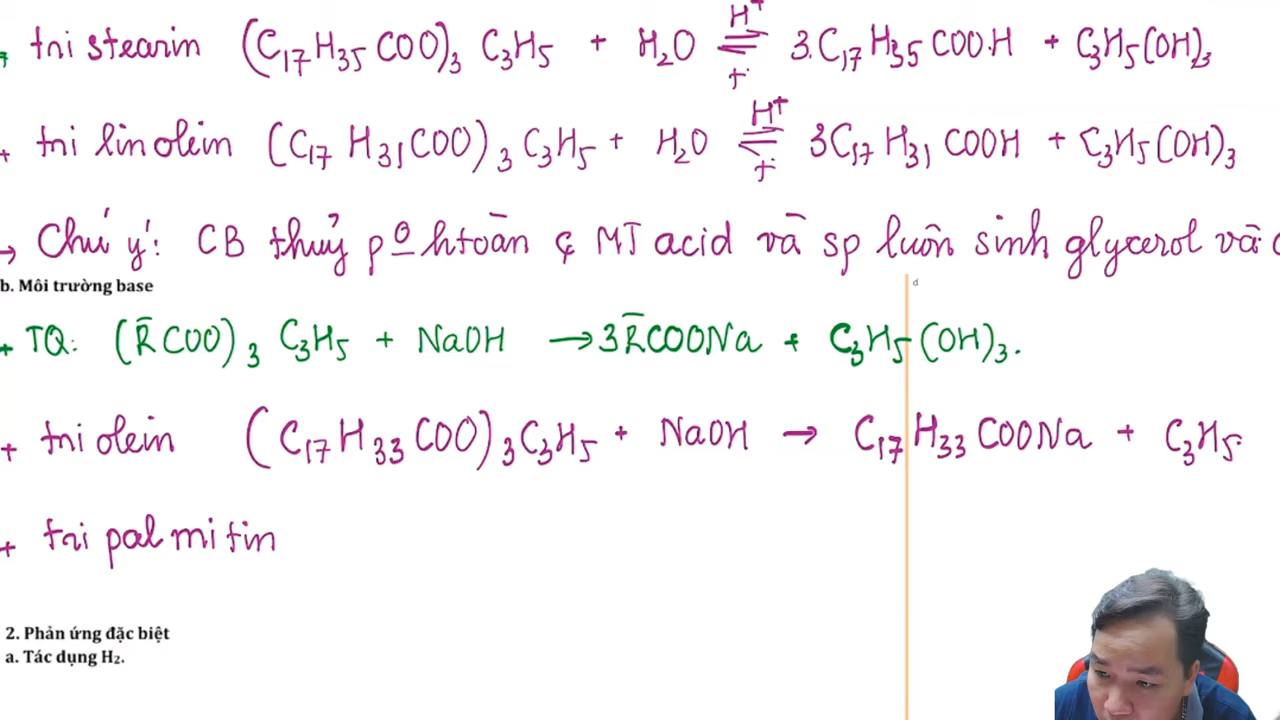 + tri stearin (C₁₇H₃₅COO)₃ C₃H₅ + H₂O ⇌ H⁺ t° 3.C₁₇H₃₅COOH + C₃H₅(OH)₃
+ tri linolein (C₁₇H₃₁COO)₃C₃H₅ + H₂O ⇌ H⁺ t° 3C₁₇H₃₁COOH + C₃H₅(OH)₃
→ Chú ý: CB thuỷ pº htoàn MT acid và sp luôn sinh glycerol và
b. Môi trường base
d
+ TQ: (R̄COO)₃ C₃H₅ + NaOH → 3R̄COONa + C₃H₅(OH)₃.
+ tri olein (C₁₇H₃₃COO)₃C₃H₅ + NaOH → C₁₇H₃₃COONa + C₃H₅
+ tri palmitin
2. Phản ứng đặc biệt
a. Tác dụng H₂.